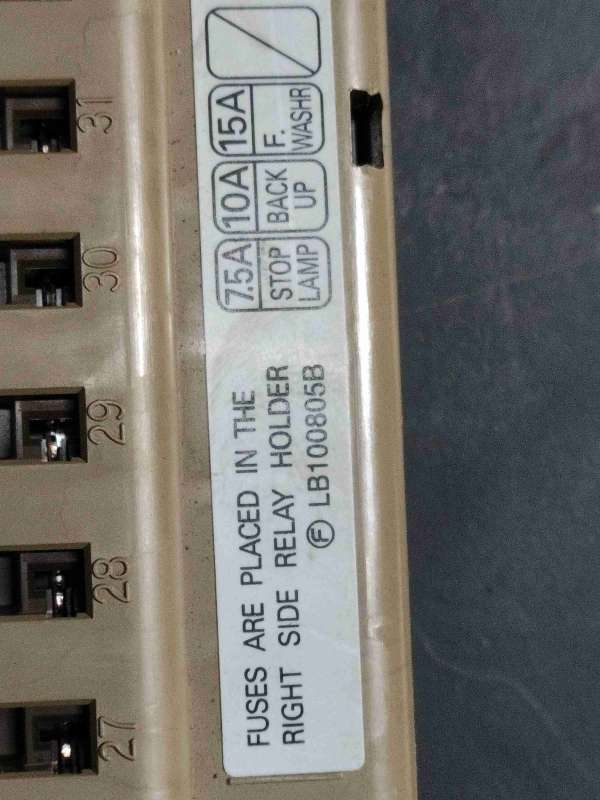 FUSES ARE PLACED IN THE
RIGHT SIDE RELAY HOLDER
Ⓕ LB100805B
7.5A 10A 15A
STOP LAMP
BACK UP
F. WASHR
27 28 29 30 31